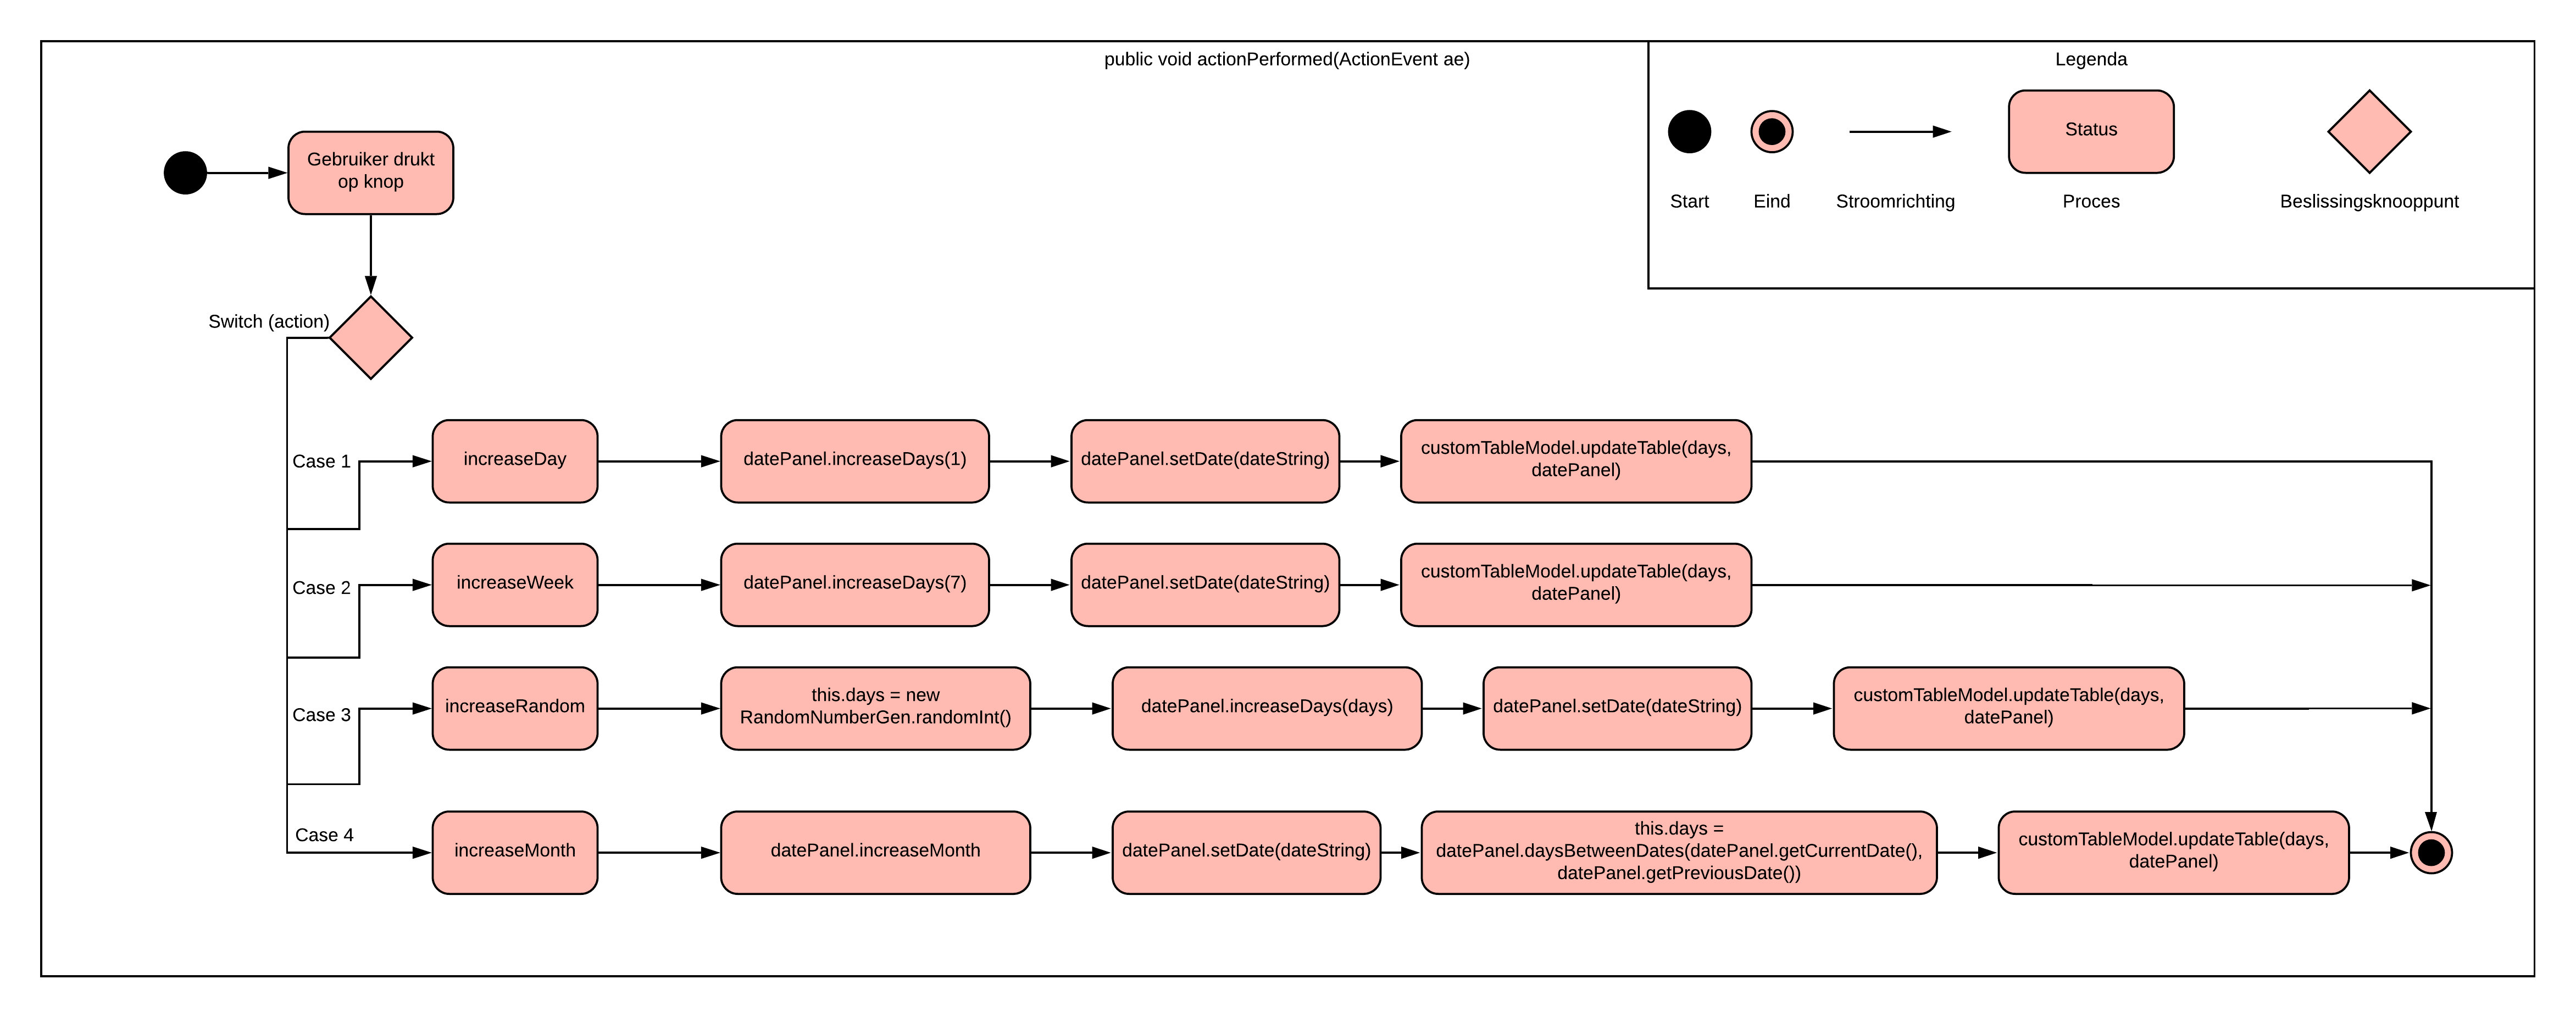 public void actionPerformed(ActionEvent ae)
Legenda
Status
Start
Eind
Stroomrichting
Proces
Beslissingsknooppunt
Gebruiker drukt
op knop
Switch (action)
Case 1
increaseDay
datePanel.increaseDays(1)
datePanel.setDate(dateString)
customTableModel.updateTable(days,
datePanel)
Case 2
increaseWeek
datePanel.increaseDays(7)
datePanel.setDate(dateString)
customTableModel.updateTable(days,
datePanel)
Case 3
increaseRandom
this.days = new
RandomNumberGen.randomInt()
datePanel.increaseDays(days)
datePanel.setDate(dateString)
customTableModel.updateTable(days,
datePanel)
Case 4
increaseMonth
datePanel.increaseMonth
datePanel.setDate(dateString)
this.days =
datePanel.daysBetweenDates(datePanel.getCurrentDate(),
datePanel.getPreviousDate())
customTableModel.updateTable(days,
datePanel)